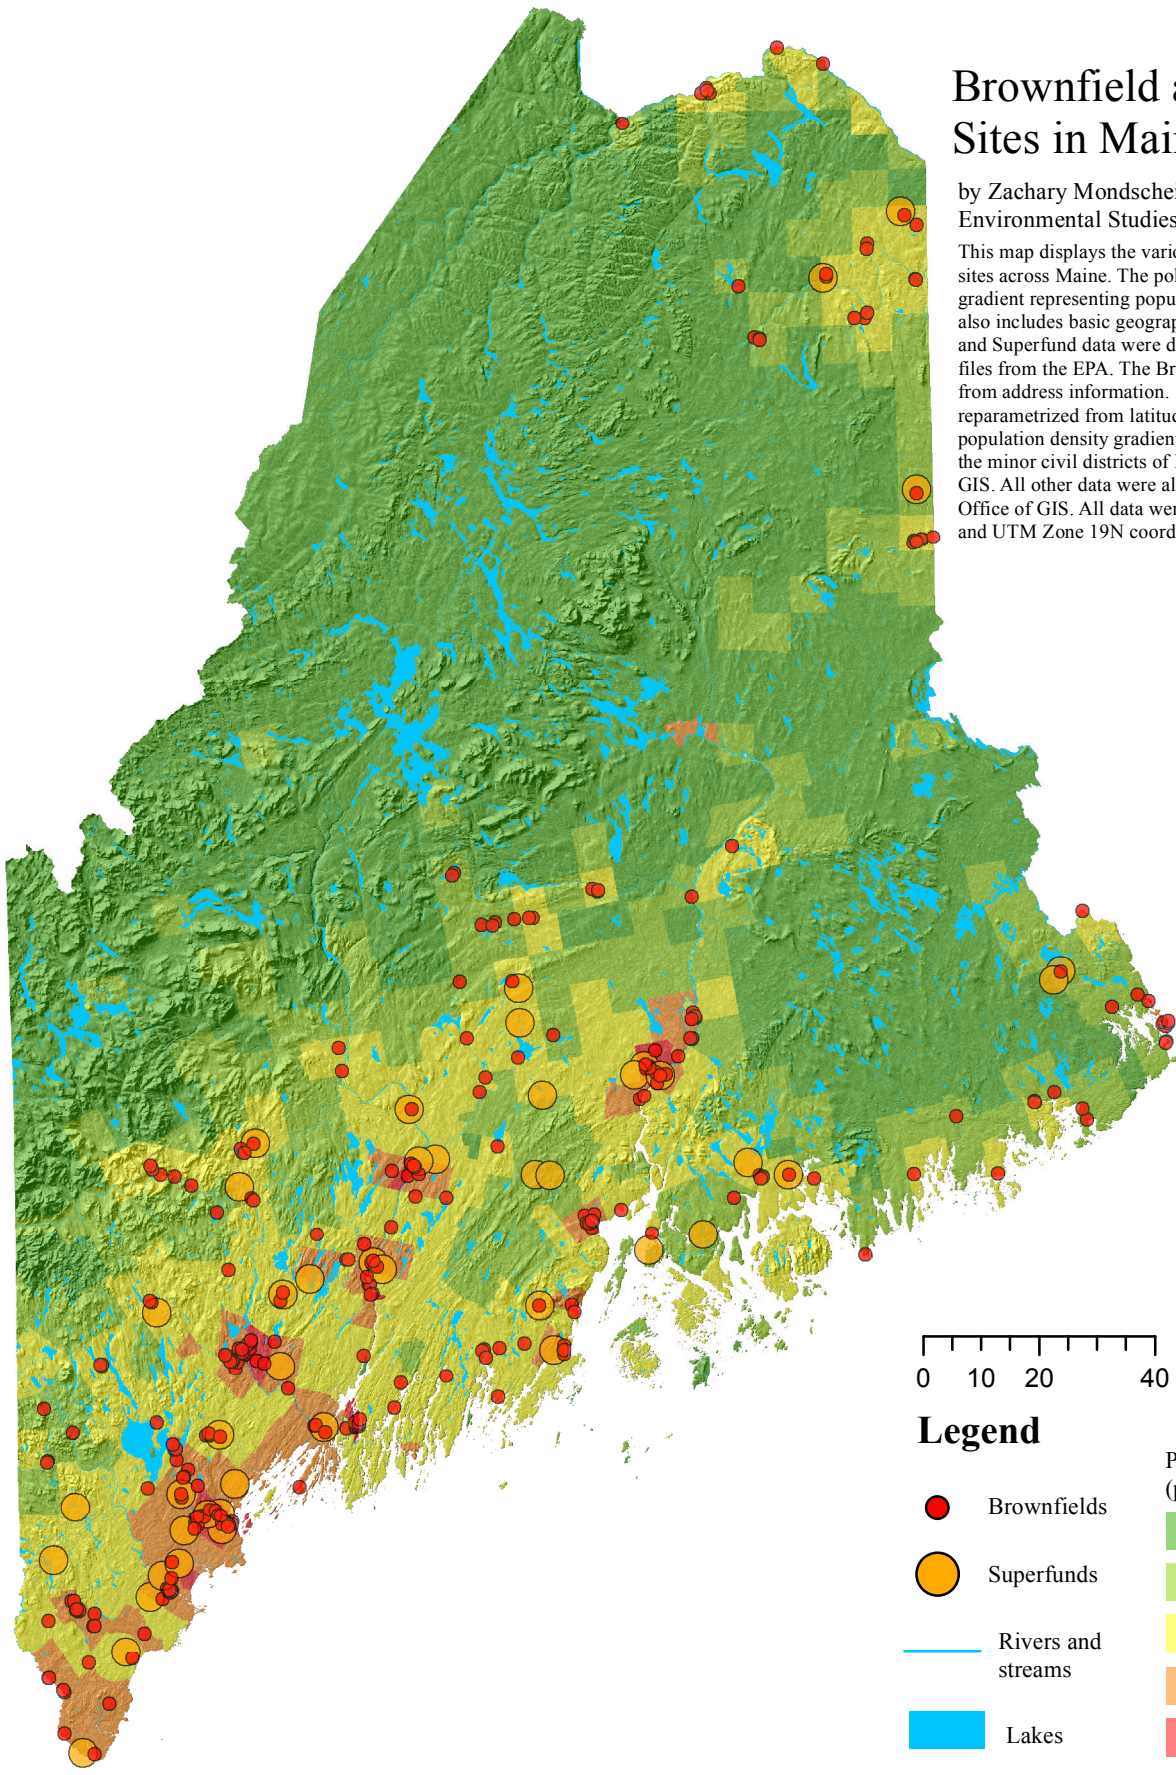 Brownfield a
Sites in Mai
by Zachary Mondsche
Environmental Studies
This map displays the vario
sites across Maine. The pol
gradient representing popu
also includes basic geograp
and Superfund data were d
files from the EPA. The Br
from address information.
reparametrized from latitud
population density gradient
the minor civil districts of
GIS. All other data were al
Office of GIS. All data wer
and UTM Zone 19N coord
0 10 20 40
Legend
P
(p
Brownfields
Superfunds
Rivers and
streams
Lakes